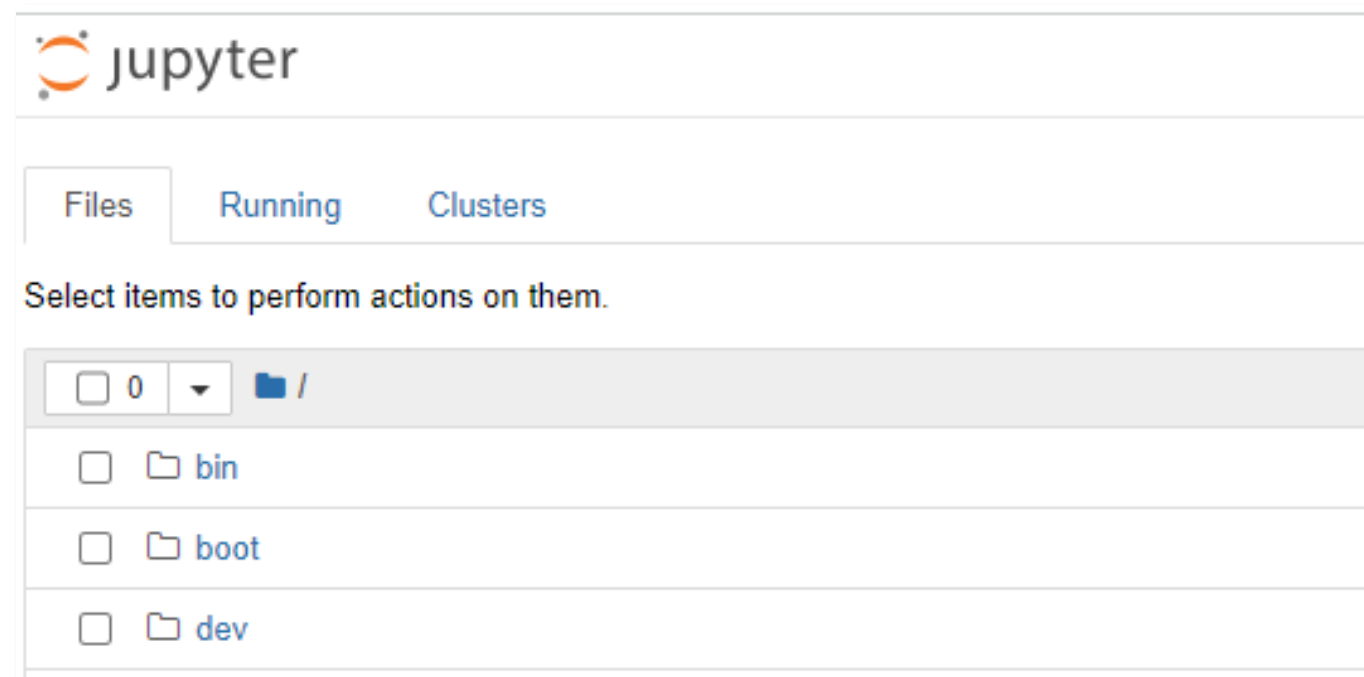 jupyter
Files Running Clusters
Select items to perform actions on them.
0 /
bin
boot
dev